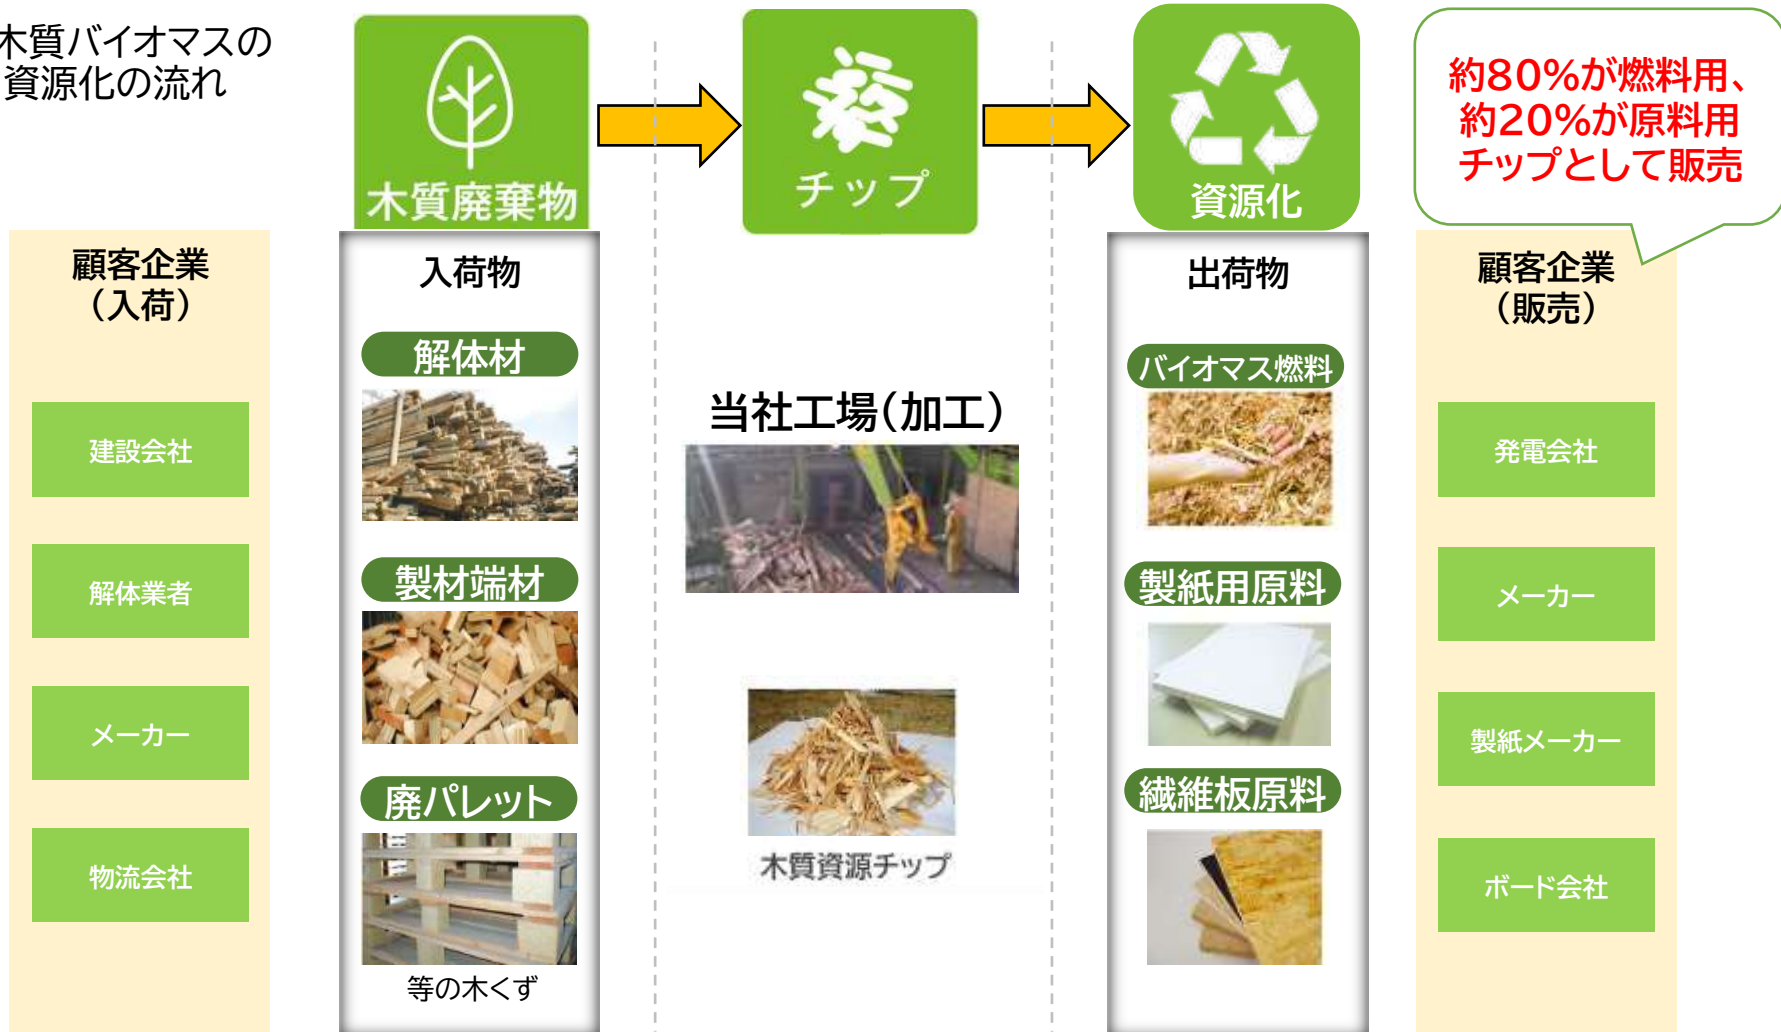 木質バイオマスの
資源化の流れ
木質廃棄物
チップ
資源化
約80%が燃料用、
約20%が原料用
チップとして販売
顧客企業
（入荷）
建設会社
解体業者
メーカー
物流会社
入荷物
解体材
製材端材
廃パレット
等の木くず
当社工場（加工）
木質資源チップ
出荷物
バイオマス燃料
製紙用原料
繊維板原料
顧客企業
（販売）
発電会社
メーカー
製紙メーカー
ボード会社